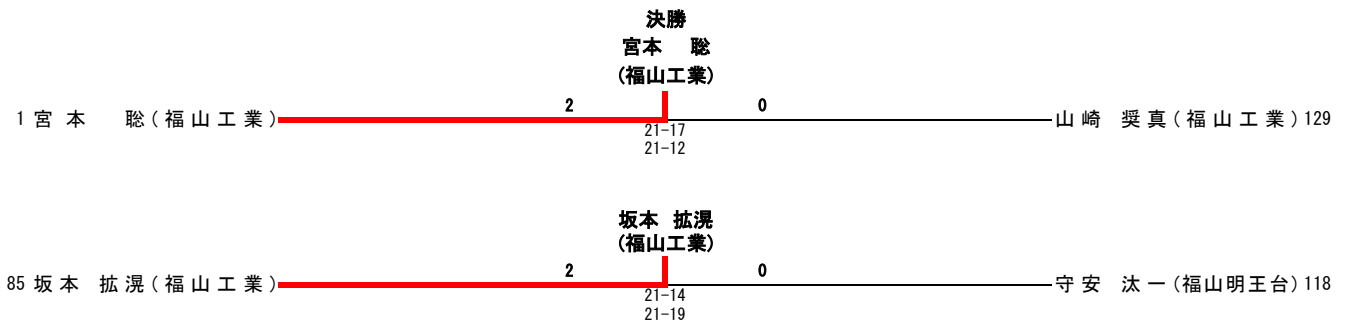 決勝
宮本 聡
(福山工業)
1 宮本 聡(福山工業) 2 0 山崎 奨真(福山工業) 129
21-17
21-12
坂本 拡滉
(福山工業)
85 坂本 拡滉(福山工業) 2 0 守安 汰一(福山明王台) 118
21-14
21-19